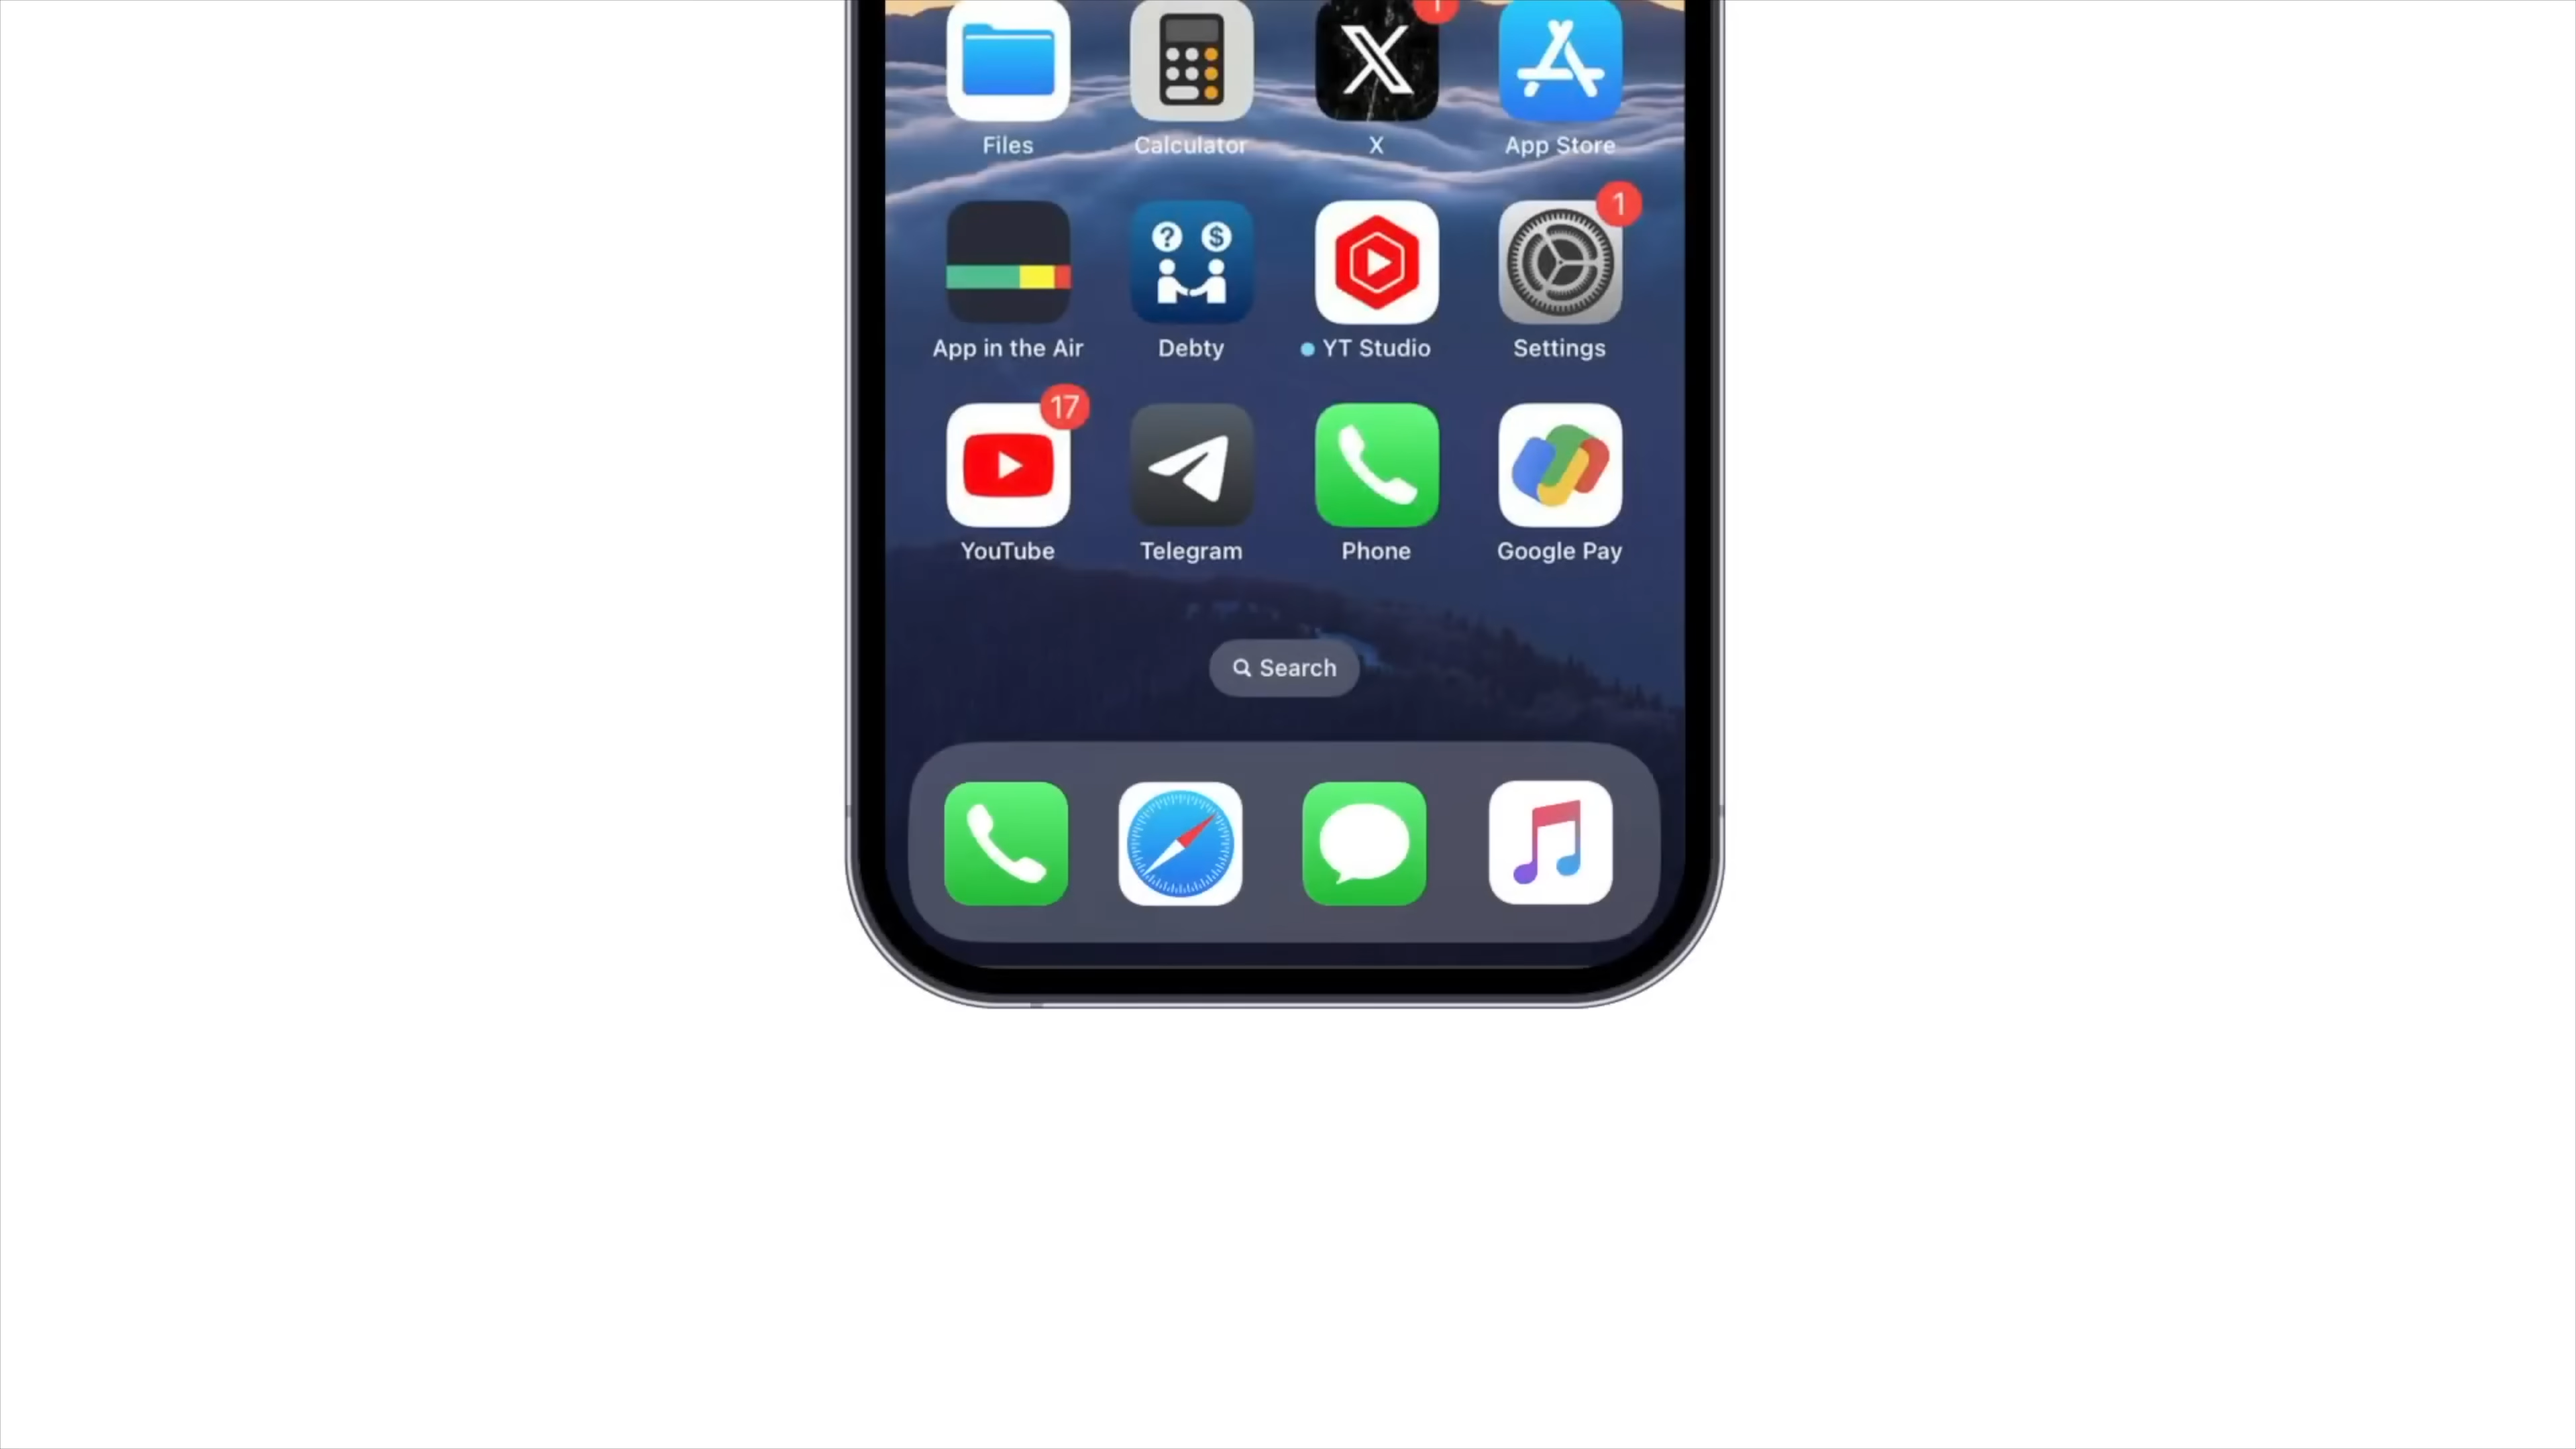 1
Files
Calculator
X
App Store
1
App in the Air
? $
Debty
YT Studio
Settings
17
YouTube
Telegram
Phone
Google Pay
Search